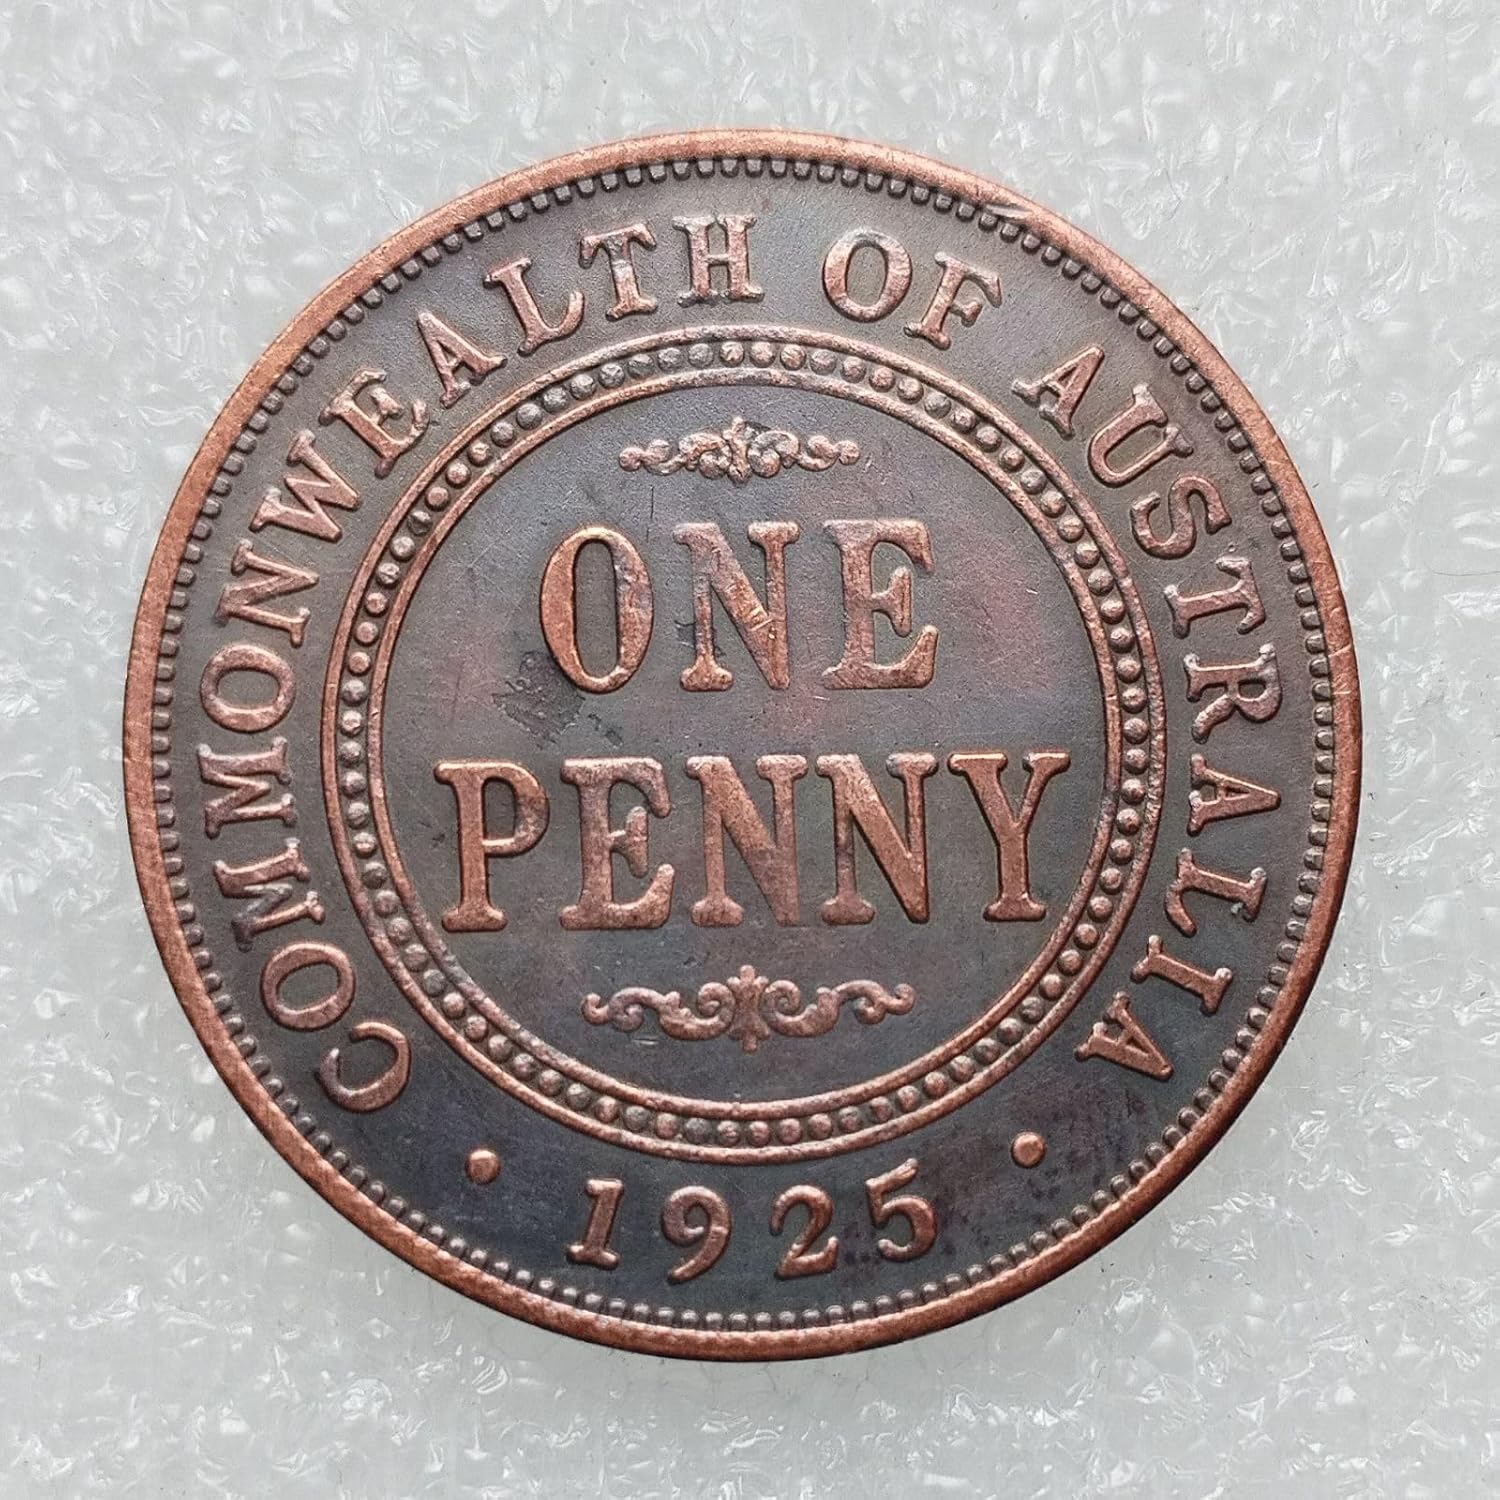 COMMONWEALTH OF AUSTRALIA
ONE
PENNY
· 1925 ·